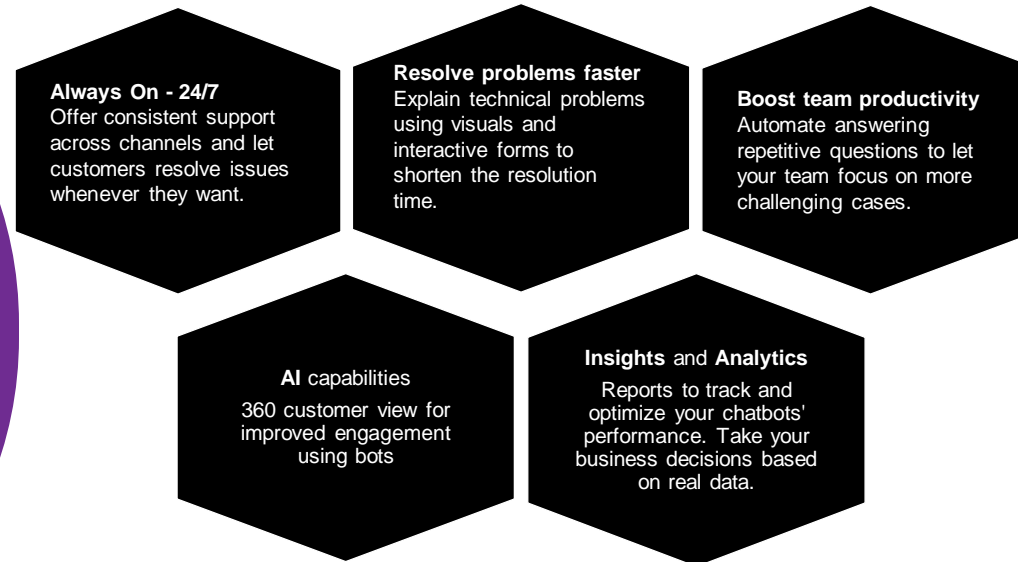 Always On - 24/7
Offer consistent support
across channels and let
customers resolve issues
whenever they want.
Resolve problems faster
Explain technical problems
using visuals and
interactive forms to
shorten the resolution
time.
Boost team productivity
Automate answering
repetitive questions to let
your team focus on more
challenging cases.
AI capabilities
360 customer view for
improved engagement
using bots
Insights and Analytics
Reports to track and
optimize your chatbots'
performance. Take your
business decisions based
on real data.